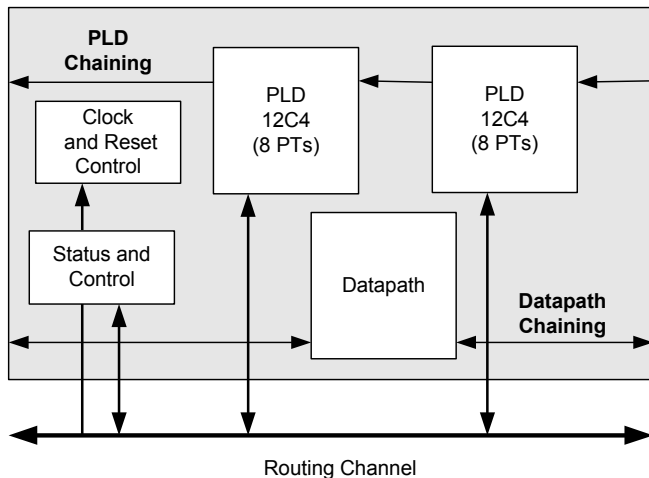 PLD
Chaining
PLD
12C4
(8 PTs)
PLD
12C4
(8 PTs)
Clock
and Reset
Control
Status and
Control
Datapath
Datapath
Chaining
Routing Channel